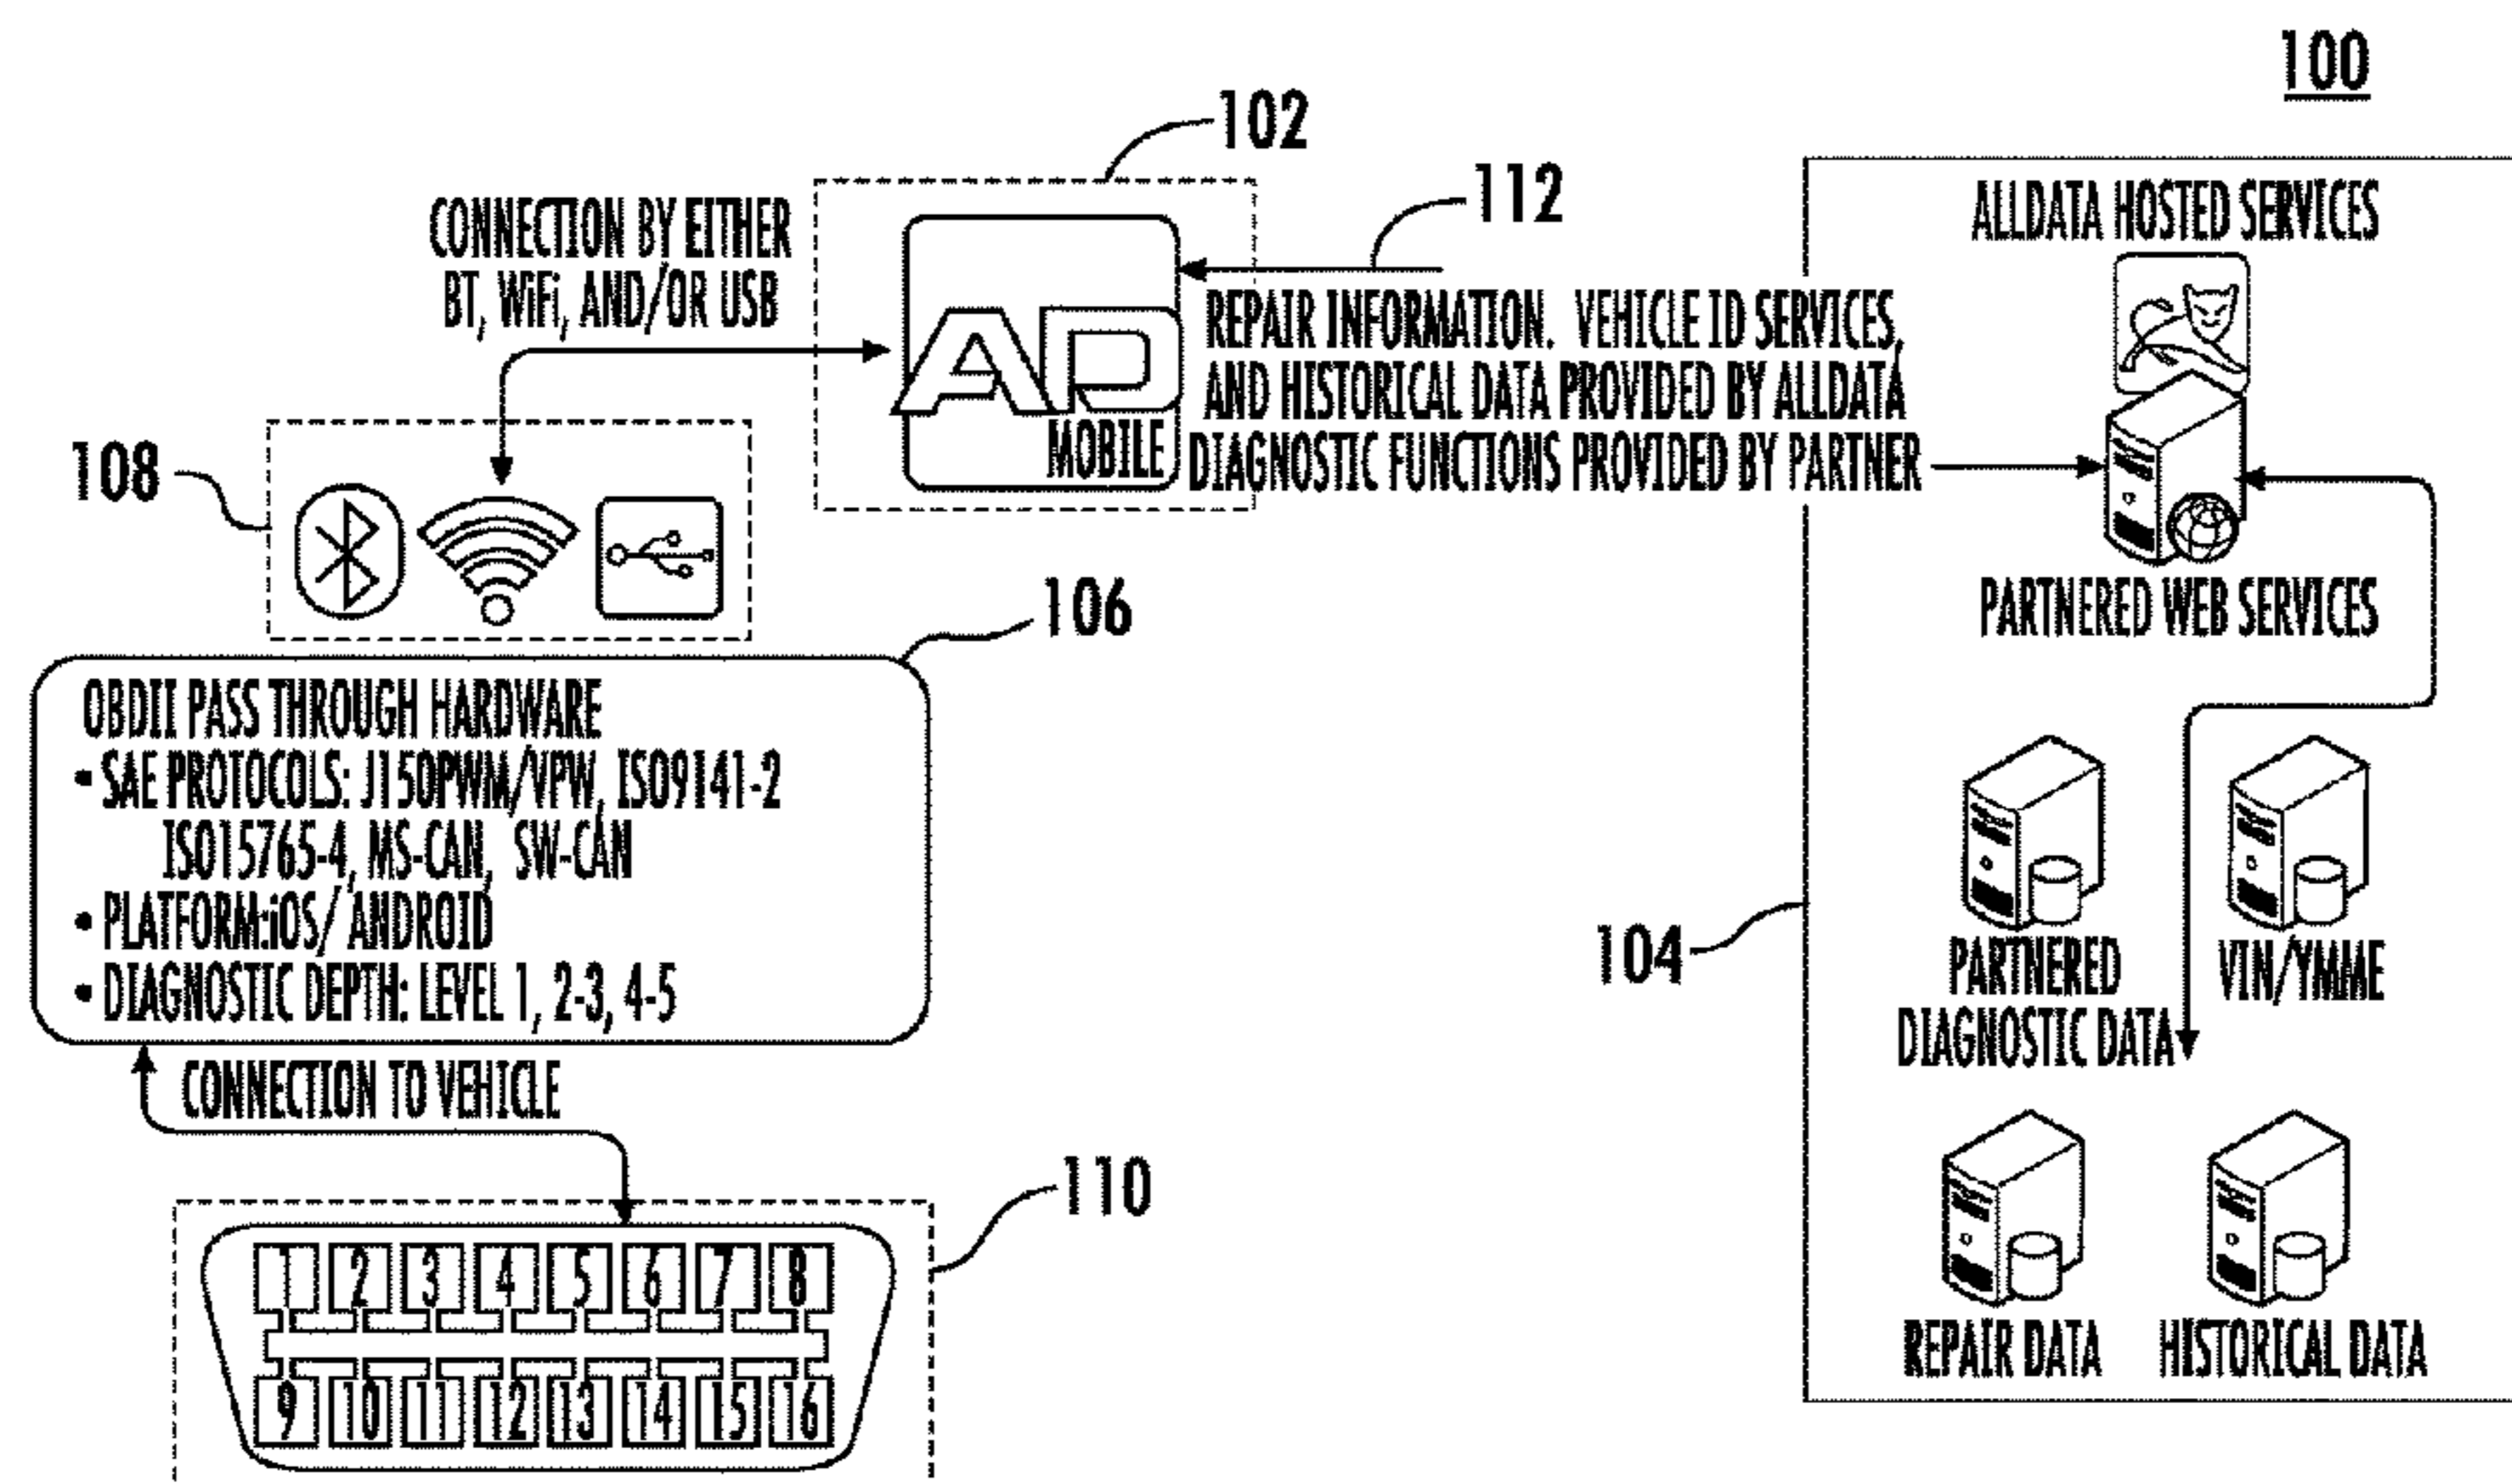 100
102
112
CONNECTION BY EITHER
BT, WiFi, AND/OR USB
AD
MOBILE
REPAIR INFORMATION. VEHICLE ID SERVICES,
AND HISTORICAL DATA PROVIDED BY ALLDATA
DIAGNOSTIC FUNCTIONS PROVIDED BY PARTNER
ALLDATA HOSTED SERVICES
PARTNERED WEB SERVICES
108
106
OBDII PASS THROUGH HARDWARE
• SAE PROTOCOLS: J150PWM/VPW, ISO9141-2
ISO15765-4, MS-CAN, SW-CAN
• PLATFORM:iOS/ANDROID
• DIAGNOSTIC DEPTH: LEVEL 1, 2-3, 4-5
CONNECTION TO VEHICLE
110
1 2 3 4 5 6 7 8
9 10 11 12 13 14 15 16
104
PARTNERED
DIAGNOSTIC DATA
VIN/YMME
REPAIR DATA
HISTORICAL DATA